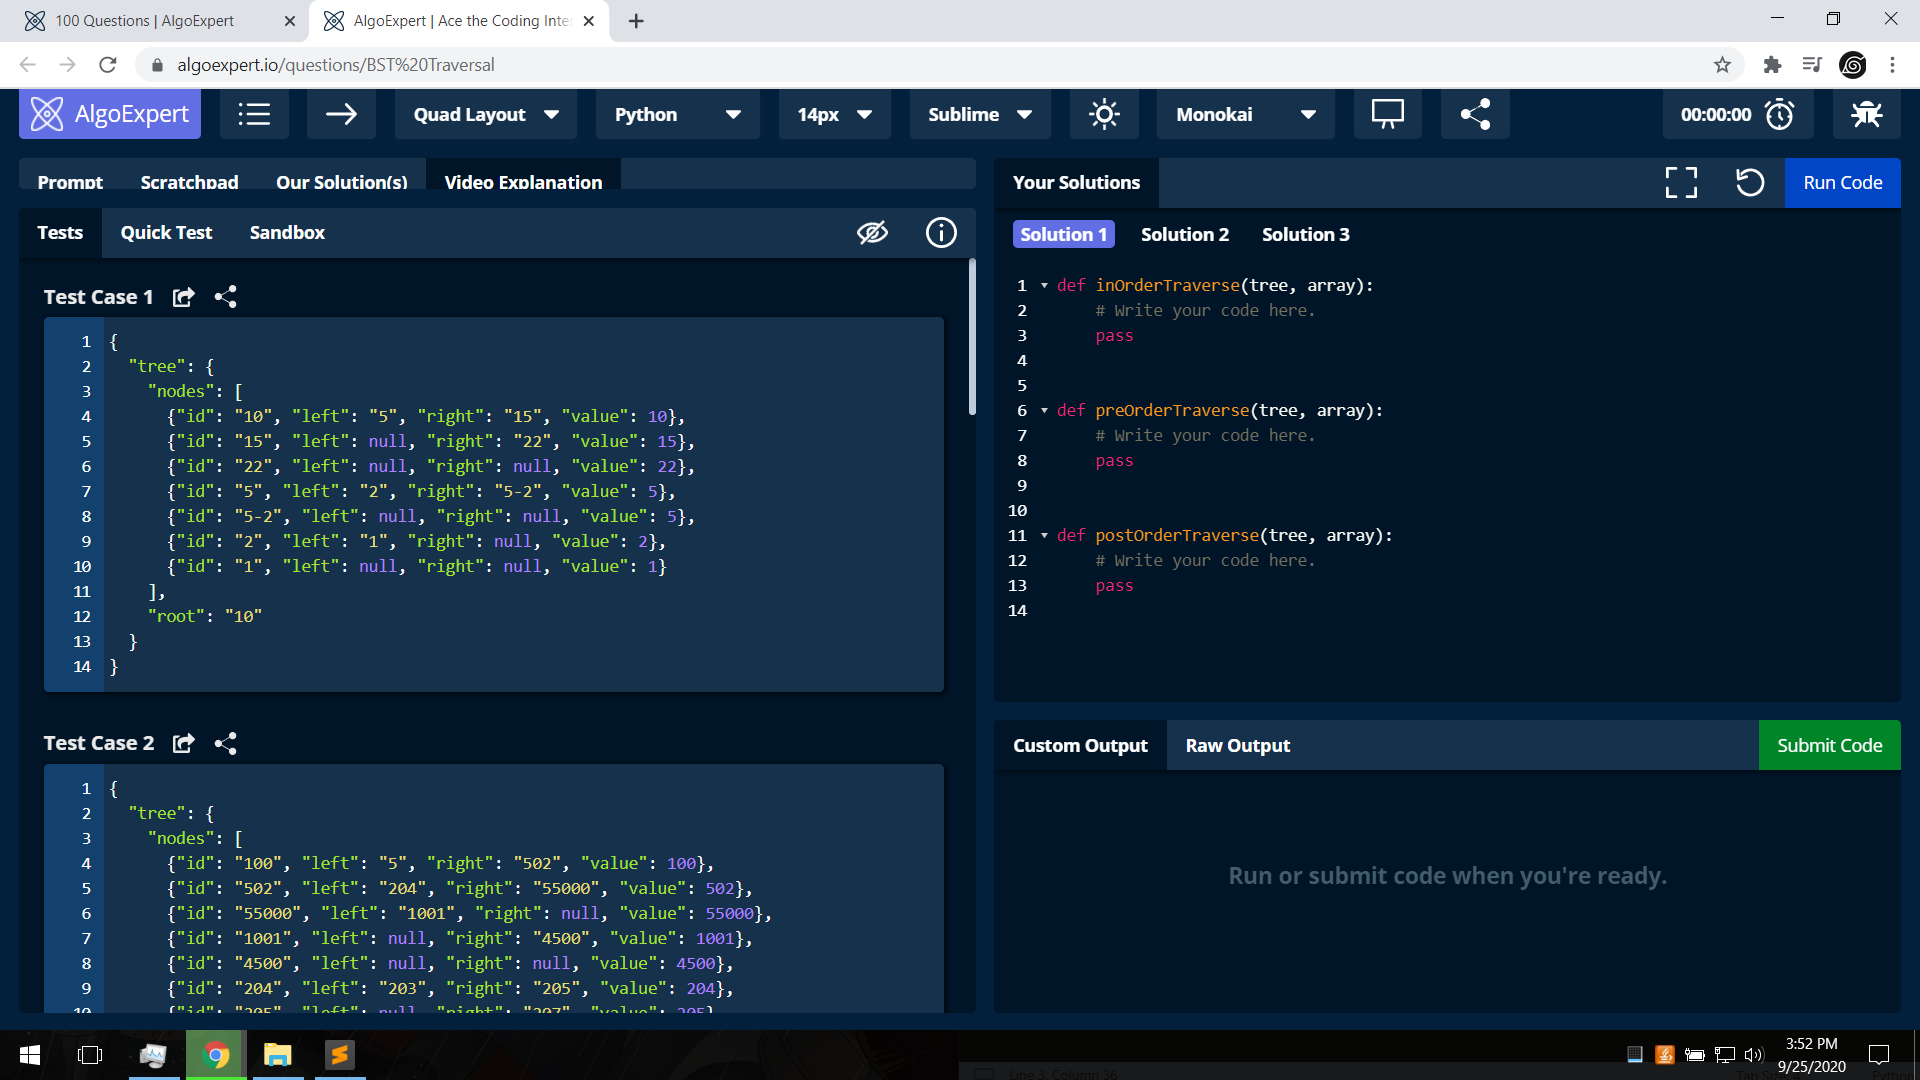 100 Questions | AlgoExpert
AlgoExpert | Ace the Coding Inte
algoexpert.io/questions/BST%20Traversal
AlgoExpert
Quad Layout
Python
14px
Sublime
Monokai
00:00:00
Prompt Scratchpad Our Solution(s) Video Explanation
Tests Quick Test Sandbox
Test Case 1
1 {
2 "tree": {
3 "nodes": [
4 {"id": "10", "left": "5", "right": "15", "value": 10},
5 {"id": "15", "left": null, "right": "22", "value": 15},
6 {"id": "22", "left": null, "right": null, "value": 22},
7 {"id": "5", "left": "2", "right": "5-2", "value": 5},
8 {"id": "5-2", "left": null, "right": null, "value": 5},
9 {"id": "2", "left": "1", "right": null, "value": 2},
10 {"id": "1", "left": null, "right": null, "value": 1}
11 ],
12 "root": "10"
13 }
14 }
Test Case 2
1 {
2 "tree": {
3 "nodes": [
4 {"id": "100", "left": "5", "right": "502", "value": 100},
5 {"id": "502", "left": "204", "right": "55000", "value": 502},
6 {"id": "55000", "left": "1001", "right": null, "value": 55000},
7 {"id": "1001", "left": null, "right": "4500", "value": 1001},
8 {"id": "4500", "left": null, "right": null, "value": 4500},
9 {"id": "204", "left": "203", "right": "205", "value": 204},
10 {"id": "205", "left": null, "right": "207", "value": 205}
Your Solutions
Run Code
Solution 1 Solution 2 Solution 3
1 def inOrderTraverse(tree, array):
2 # Write your code here.
3 pass
4
5
6 def preOrderTraverse(tree, array):
7 # Write your code here.
8 pass
9
10
11 def postOrderTraverse(tree, array):
12 # Write your code here.
13 pass
14
Custom Output Raw Output
Submit Code
Run or submit code when you're ready.
Line 3, Column 36
3:52 PM
9/25/2020